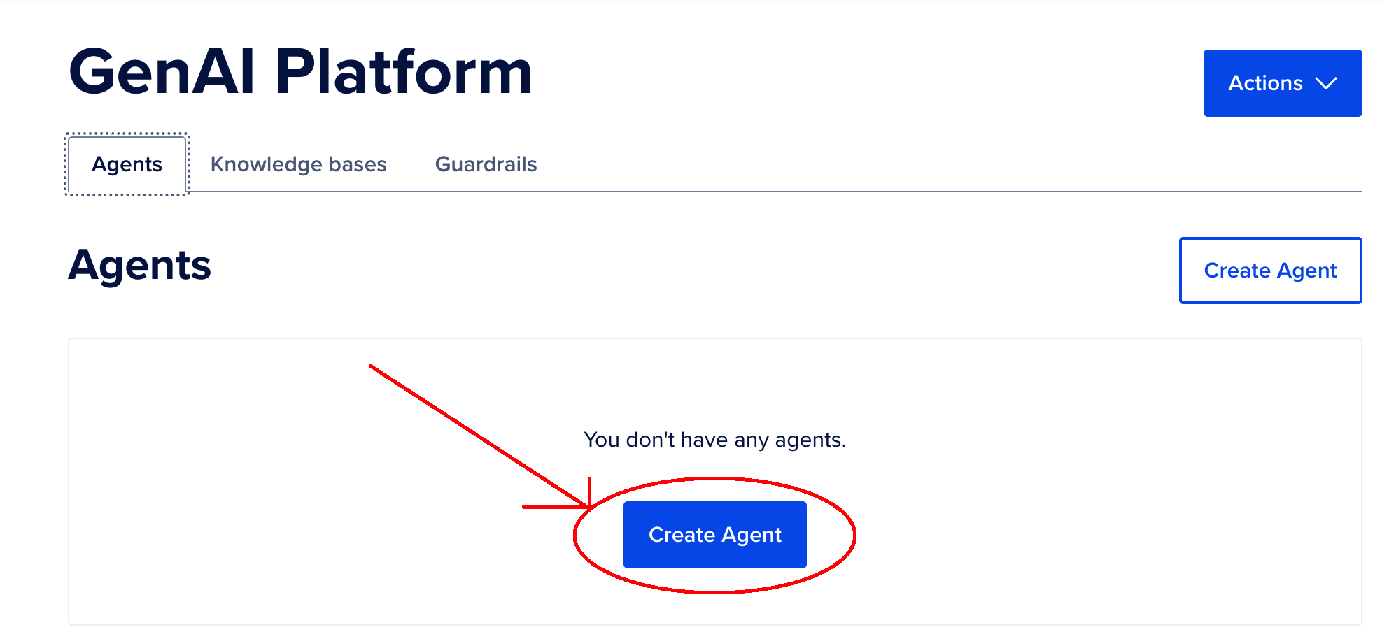 GenAI Platform
Actions
Agents Knowledge bases Guardrails
Agents
Create Agent
You don't have any agents.
Create Agent